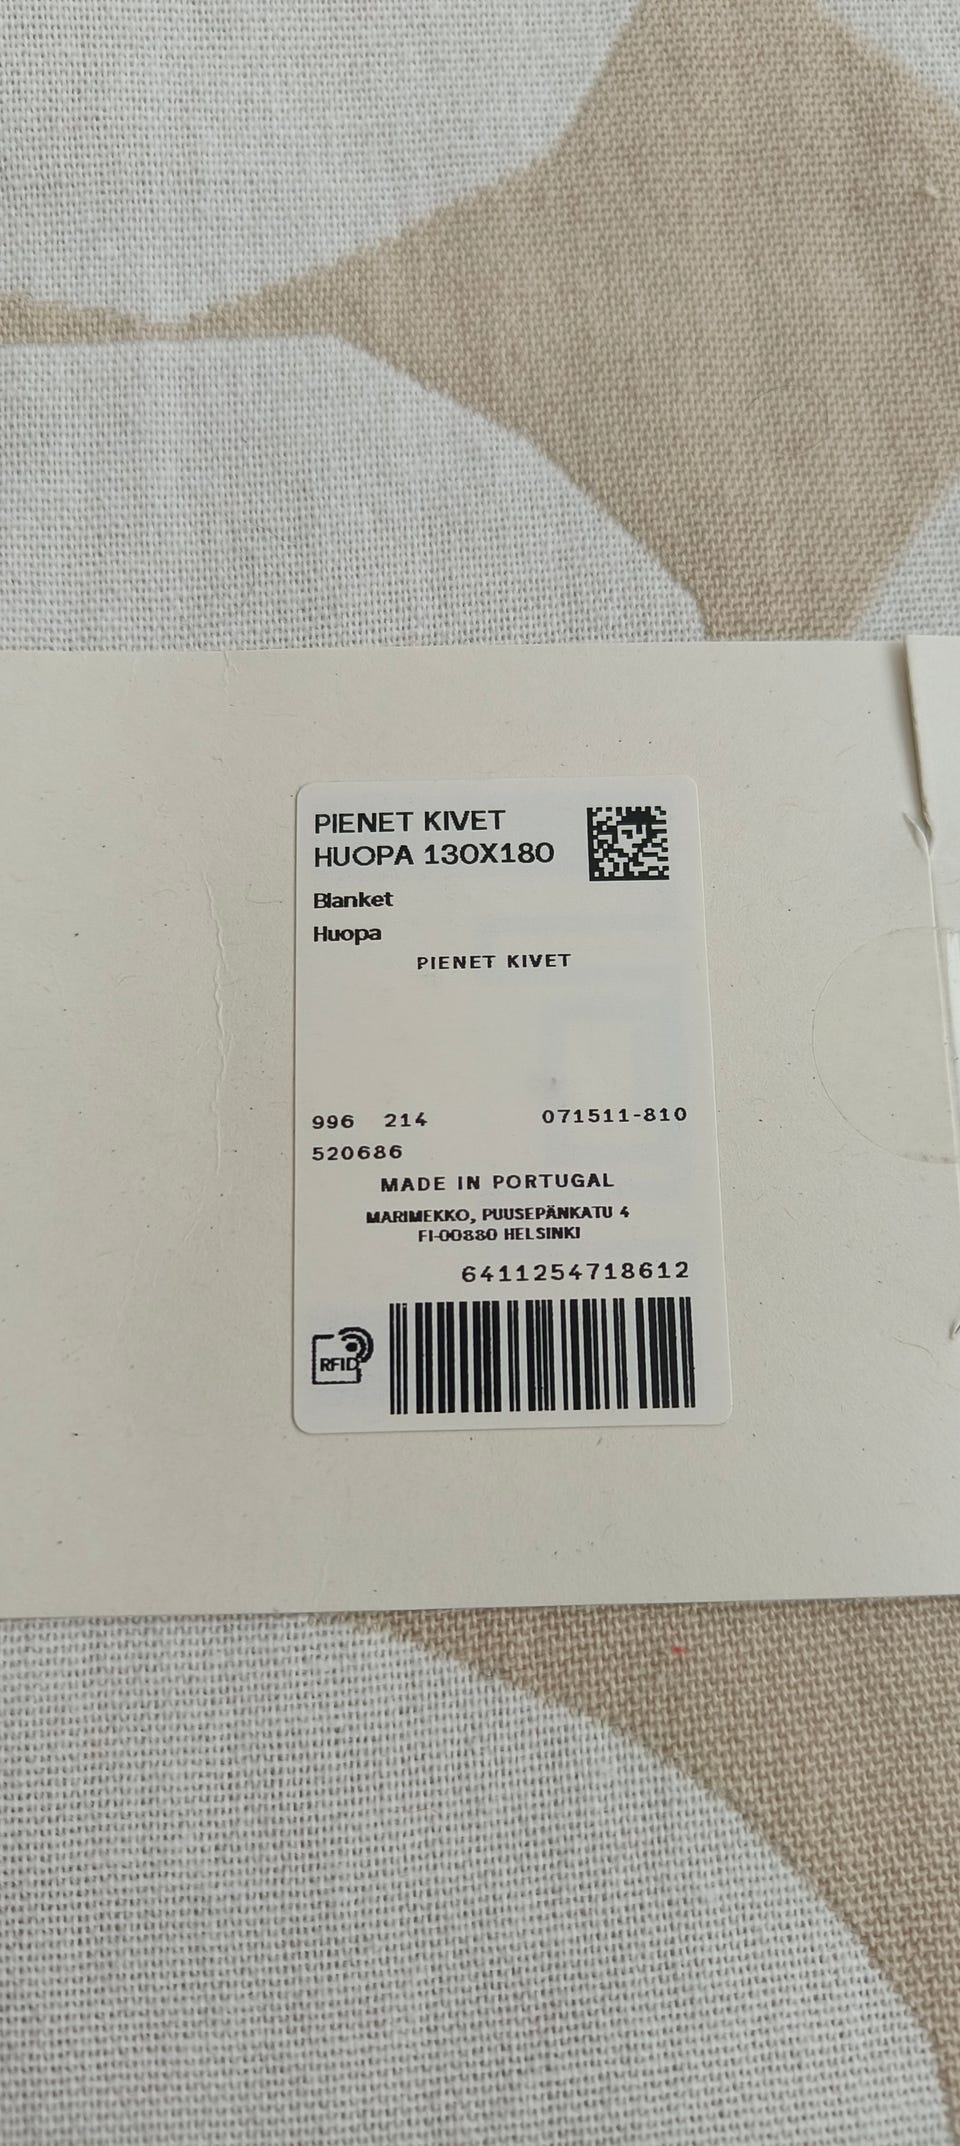 PIENET KIVET
HUOPA 130X180
Blanket
Huopa
PIENET KIVET
996 214 071511-810
520686
MADE IN PORTUGAL
MARIMEKKO, PUUSEPÄNKATU 4
FI-00880 HELSINKI
6411254718612
RFID